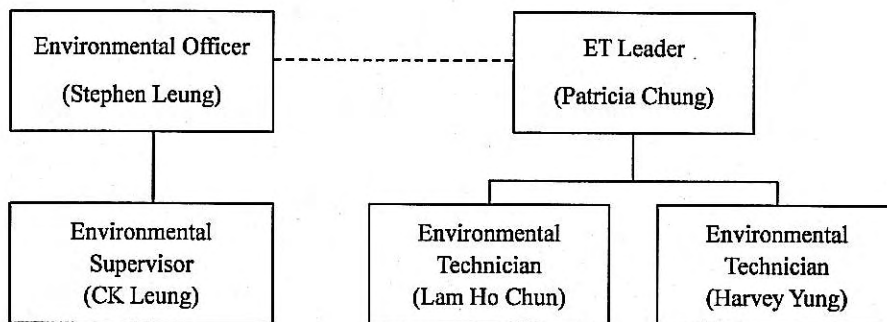 Environmental Officer
(Stephen Leung)
ET Leader
(Patricia Chung)
Environmental
Supervisor
(CK Leung)
Environmental
Technician
(Lam Ho Chun)
Environmental
Technician
(Harvey Yung)